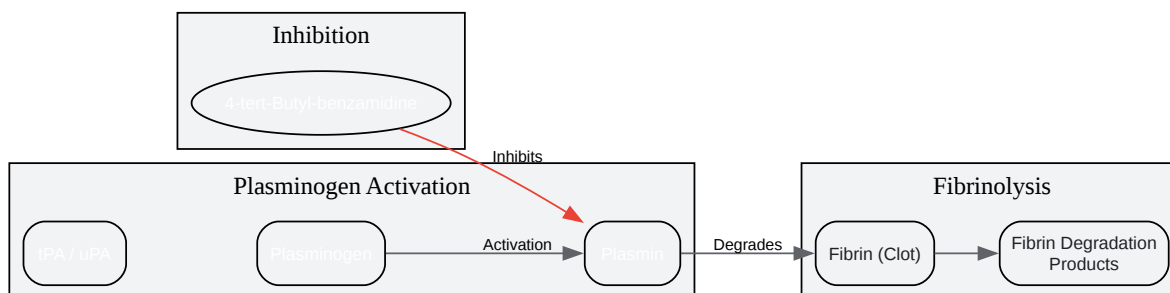 Inhibition
4-tert-Butyl-benzamidine
Inhibits
Plasminogen Activation
tPA / uPA
Plasminogen
Activation
Plasmin
Degrades
Fibrinolysis
Fibrin (Clot)
Fibrin Degradation
Products